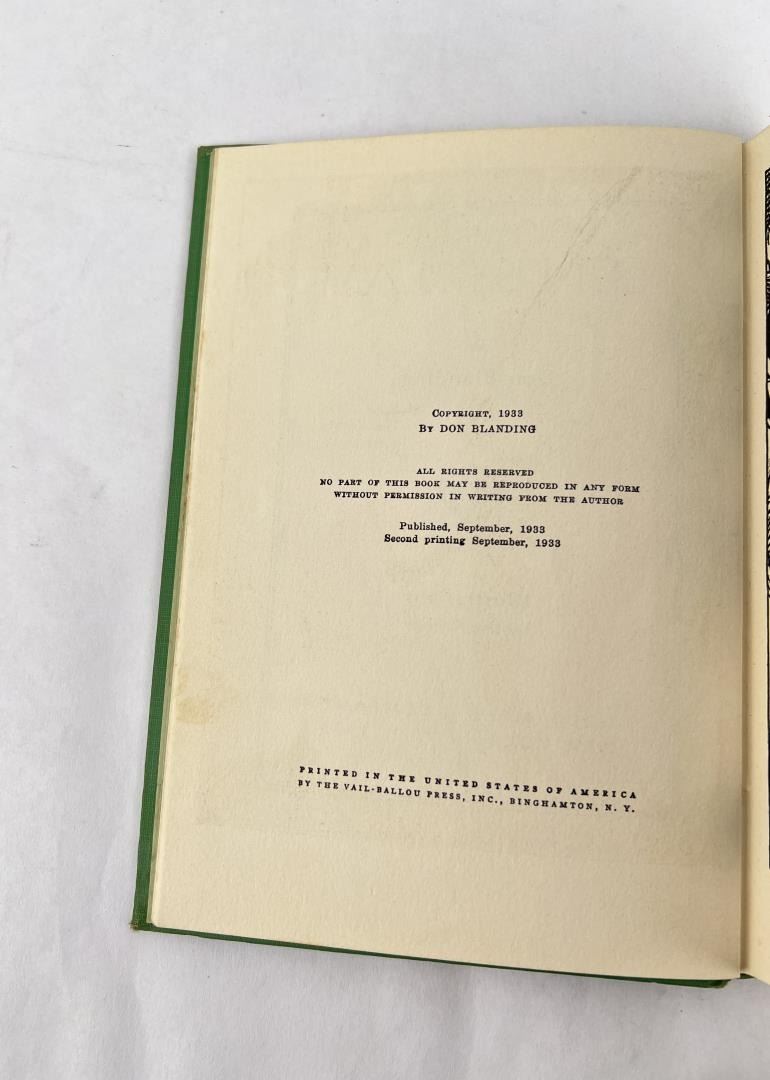 COPYRIGHT, 1933
BY DON BLANDING
ALL RIGHTS RESERVED
NO PART OF THIS BOOK MAY BE REPRODUCED IN ANY FORM
WITHOUT PERMISSION IN WRITING FROM THE AUTHOR
Published, September, 1933
Second printing September, 1933
PRINTED IN THE UNITED STATES OF AMERICA
BY THE VAIL-BALLOU PRESS, INC., BINGHAMTON, N. Y.